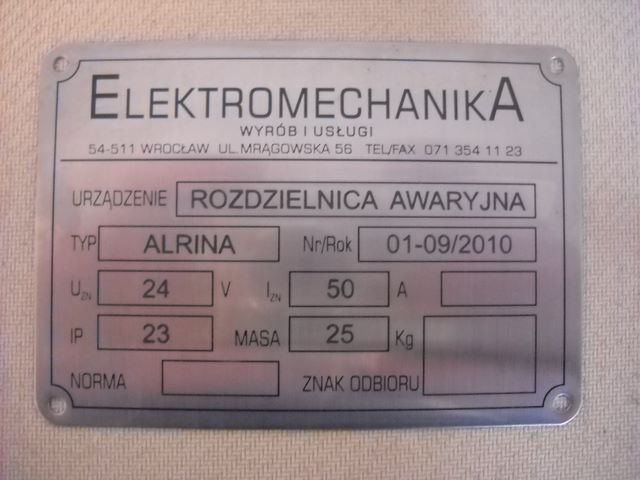 ELEKTROMECHANIKA
WYRÓB I USŁUGI
54-511 WROCŁAW UL.MRĄGOWSKA 56 TEL/FAX 071 354 11 23
URZĄDZENIE ROZDZIELNICA AWARYJNA
TYP ALRINA Nr/Rok 01-09/2010
UZN 24 V IZN 50 A
IP 23 MASA 25 Kg
NORMA ZNAK ODBIORU